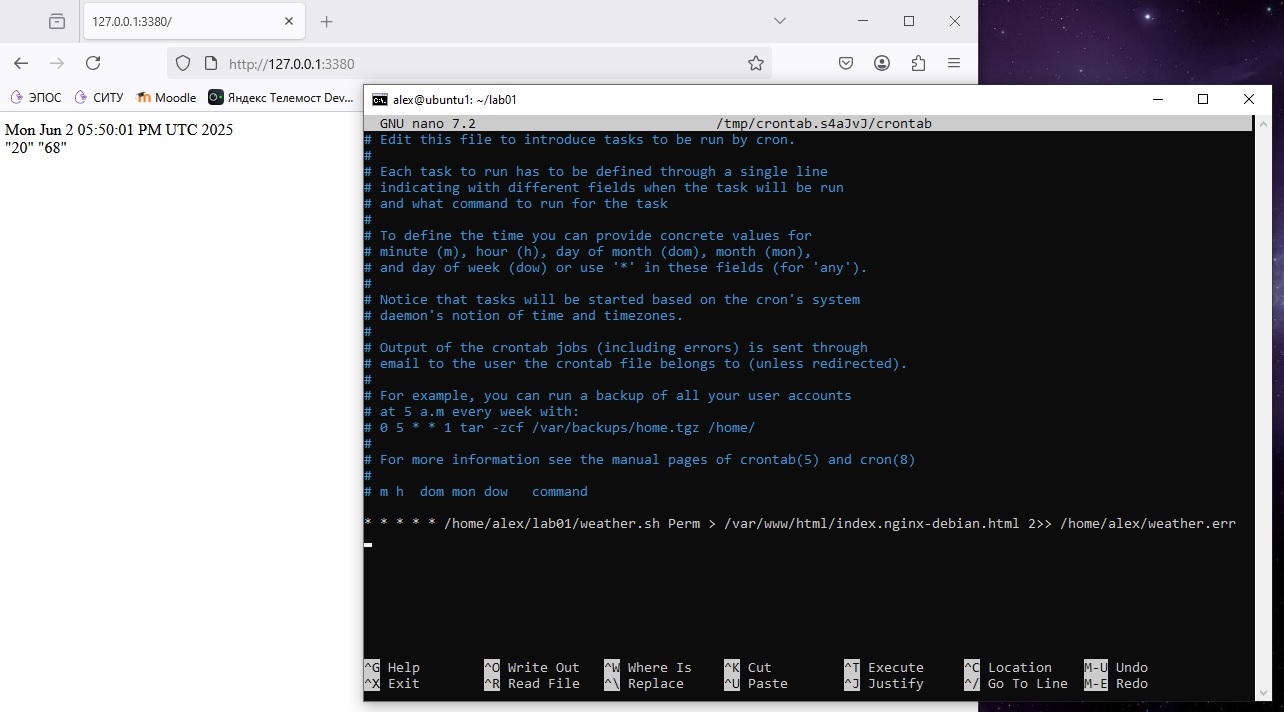 127.0.0.1:3380/
http://127.0.0.1:3380
ЭПОС СИТУ Moodle Яндекс Телемост Dev...
Mon Jun 2 05:50:01 PM UTC 2025
"20" "68"
alex@ubuntu1: ~/lab01
GNU nano 7.2 /tmp/crontab.s4aJvJ/crontab
# Edit this file to introduce tasks to be run by cron.
#
# Each task to run has to be defined through a single line
# indicating with different fields when the task will be run
# and what command to run for the task
#
# To define the time you can provide concrete values for
# minute (m), hour (h), day of month (dom), month (mon),
# and day of week (dow) or use '*' in these fields (for 'any').
#
# Notice that tasks will be started based on the cron's system
# daemon's notion of time and timezones.
#
# Output of the crontab jobs (including errors) is sent through
# email to the user the crontab file belongs to (unless redirected).
#
# For example, you can run a backup of all your user accounts
# at 5 a.m every week with:
# 0 5 * * 1 tar -zcf /var/backups/home.tgz /home/
#
# For more information see the manual pages of crontab(5) and cron(8)
#
# m h  dom mon dow   command
* * * * * /home/alex/lab01/weather.sh Perm > /var/www/html/index.nginx-debian.html 2>> /home/alex/weather.err
^G Help ^O Write Out ^W Where Is ^K Cut ^T Execute ^C Location M-U Undo
^X Exit ^R Read File ^\ Replace ^U Paste ^J Justify ^/ Go To Line M-E Redo